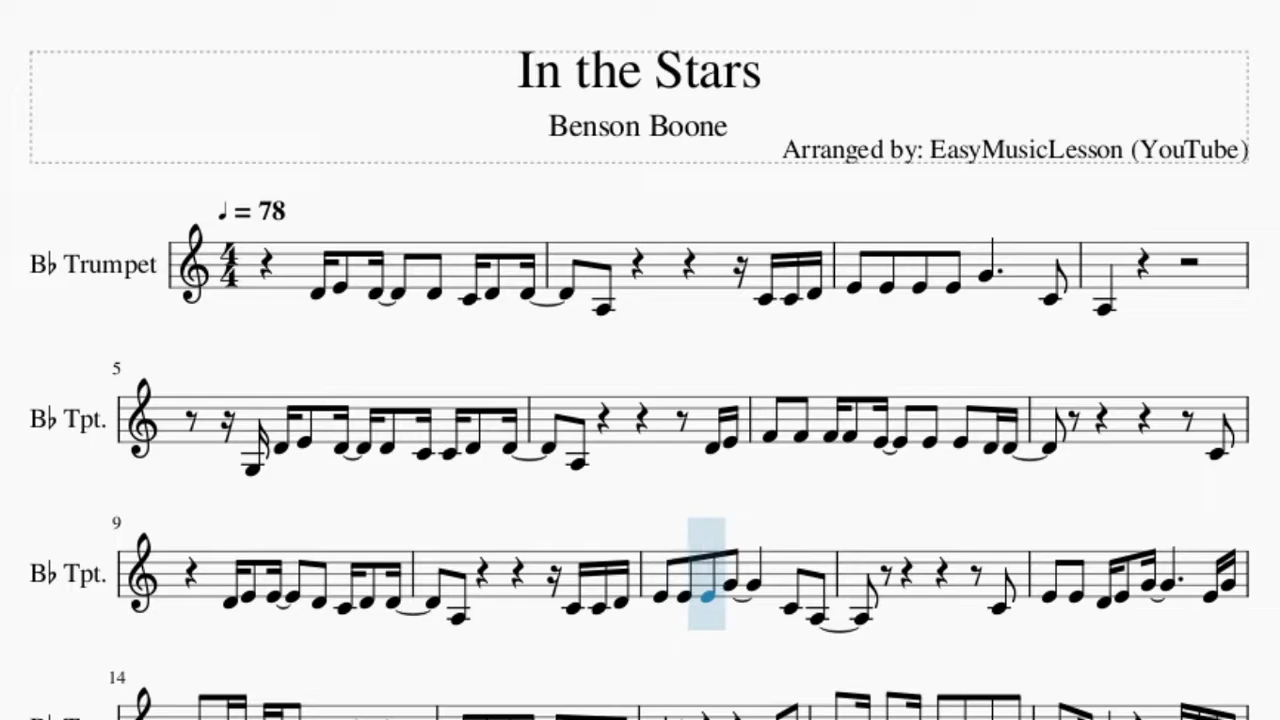 In the Stars
Benson Boone
Arranged by: EasyMusicLesson (YouTube)
♩ = 78
B♭ Trumpet
4
4
5
B♭ Tpt.
9
B♭ Tpt.
14